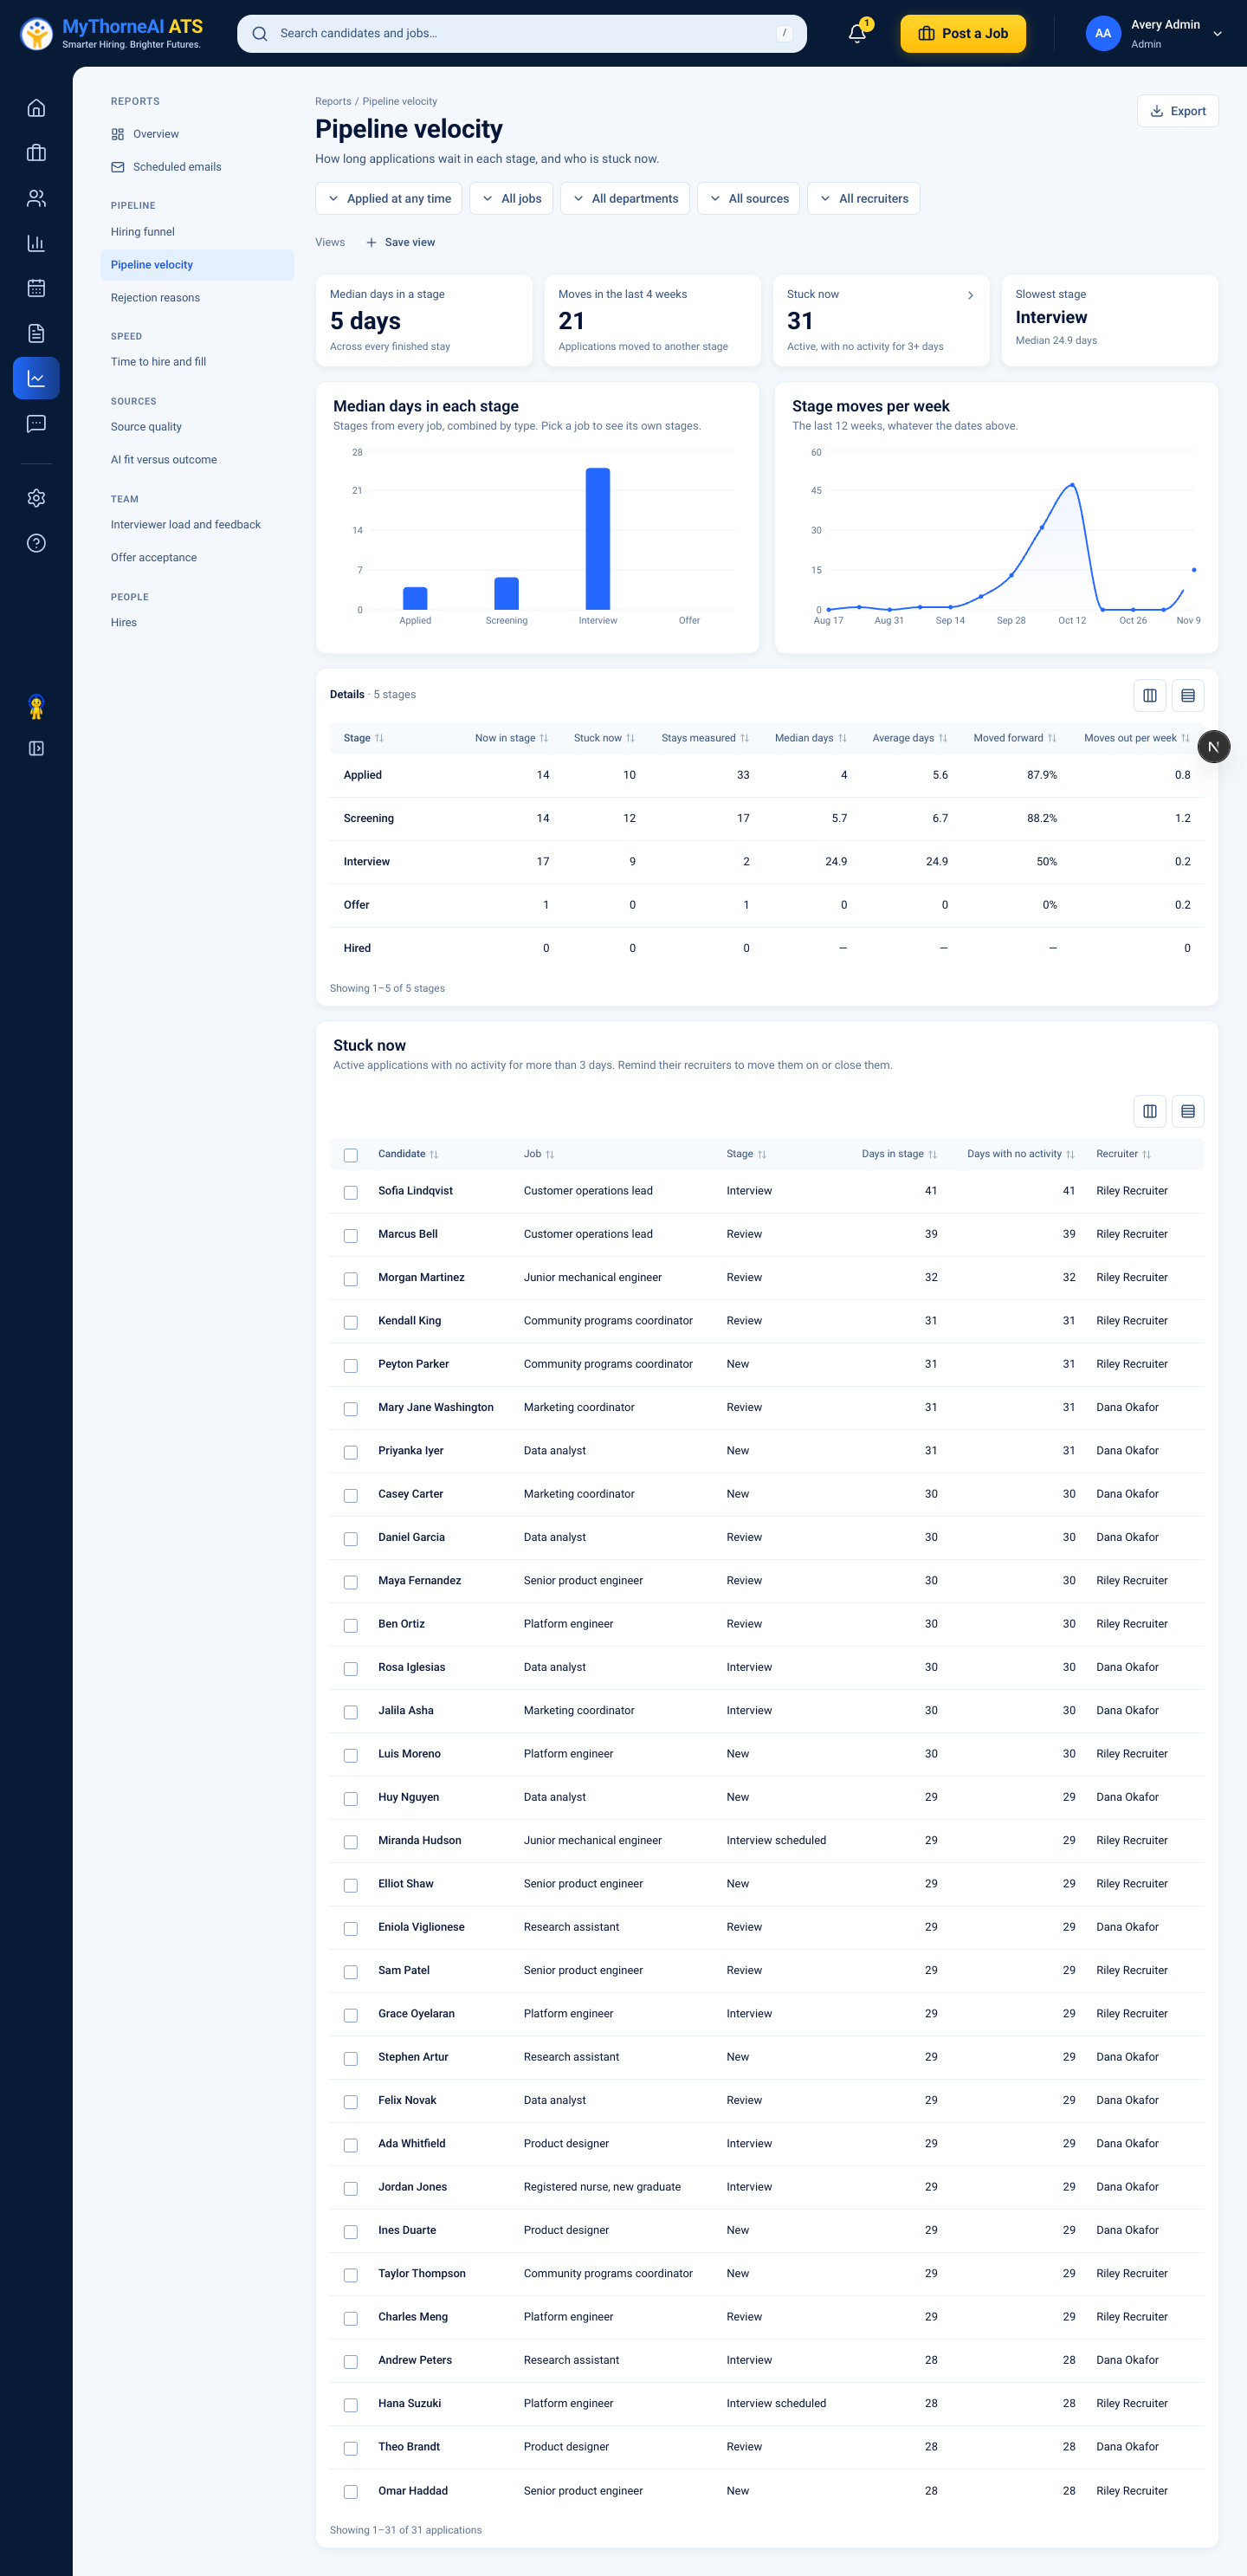 MyThorneAI ATS
Smarter Hiring. Brighter Futures.
Search candidates and jobs...
/
1
Post a Job
AA
Avery Admin
Admin
REPORTS
Overview
Scheduled emails
PIPELINE
Hiring funnel
Pipeline velocity
Rejection reasons
SPEED
Time to hire and fill
SOURCES
Source quality
AI fit versus outcome
TEAM
Interviewer load and feedback
Offer acceptance
PEOPLE
Hires
Reports / Pipeline velocity
Export
Pipeline velocity
How long applications wait in each stage, and who is stuck now.
Applied at any time
All jobs
All departments
All sources
All recruiters
Views
Save view
Median days in a stage
5 days
Across every finished stay
Moves in the last 4 weeks
21
Applications moved to another stage
Stuck now
31
Active, with no activity for 3+ days
Slowest stage
Interview
Median 24.9 days
Median days in each stage
Stages from every job, combined by type. Pick a job to see its own stages.
28
21
14
7
0
Applied Screening Interview Offer
Stage moves per week
The last 12 weeks, whatever the dates above.
60
45
30
15
0
Aug 17 Aug 31 Sep 14 Sep 28 Oct 12 Oct 26 Nov 9
Details · 5 stages
Stage Now in stage Stuck now Stays measured Median days Average days Moved forward Moves out per week
N
Applied 14 10 33 4 5.6 87.9% 0.8
Screening 14 12 17 5.7 6.7 88.2% 1.2
Interview 17 9 2 24.9 24.9 50% 0.2
Offer 1 0 1 0 0 0% 0.2
Hired 0 0 0 — — — 0
Showing 1–5 of 5 stages
Stuck now
Active applications with no activity for more than 3 days. Remind their recruiters to move them on or close them.
Candidate Job Stage Days in stage Days with no activity Recruiter
Sofia Lindqvist Customer operations lead Interview 41 41 Riley Recruiter
Marcus Bell Customer operations lead Review 39 39 Riley Recruiter
Morgan Martinez Junior mechanical engineer Review 32 32 Riley Recruiter
Kendall King Community programs coordinator Review 31 31 Riley Recruiter
Peyton Parker Community programs coordinator New 31 31 Riley Recruiter
Mary Jane Washington Marketing coordinator Review 31 31 Dana Okafor
Priyanka Iyer Data analyst New 31 31 Dana Okafor
Casey Carter Marketing coordinator New 30 30 Dana Okafor
Daniel Garcia Data analyst Review 30 30 Dana Okafor
Maya Fernandez Senior product engineer Review 30 30 Riley Recruiter
Ben Ortiz Platform engineer Review 30 30 Riley Recruiter
Rosa Iglesias Data analyst Interview 30 30 Dana Okafor
Jalila Asha Marketing coordinator Interview 30 30 Dana Okafor
Luis Moreno Platform engineer New 30 30 Riley Recruiter
Huy Nguyen Data analyst New 29 29 Dana Okafor
Miranda Hudson Junior mechanical engineer Interview scheduled 29 29 Riley Recruiter
Elliot Shaw Senior product engineer New 29 29 Riley Recruiter
Eniola Viglionese Research assistant Review 29 29 Dana Okafor
Sam Patel Senior product engineer Review 29 29 Riley Recruiter
Grace Oyelaran Platform engineer Interview 29 29 Riley Recruiter
Stephen Artur Research assistant New 29 29 Dana Okafor
Felix Novak Data analyst Review 29 29 Dana Okafor
Ada Whitfield Product designer Interview 29 29 Dana Okafor
Jordan Jones Registered nurse, new graduate Interview 29 29 Dana Okafor
Ines Duarte Product designer New 29 29 Dana Okafor
Taylor Thompson Community programs coordinator New 29 29 Riley Recruiter
Charles Meng Platform engineer Review 29 29 Riley Recruiter
Andrew Peters Research assistant Interview 28 28 Dana Okafor
Hana Suzuki Platform engineer Interview scheduled 28 28 Riley Recruiter
Theo Brandt Product designer Review 28 28 Dana Okafor
Omar Haddad Senior product engineer New 28 28 Riley Recruiter
Showing 1–31 of 31 applications